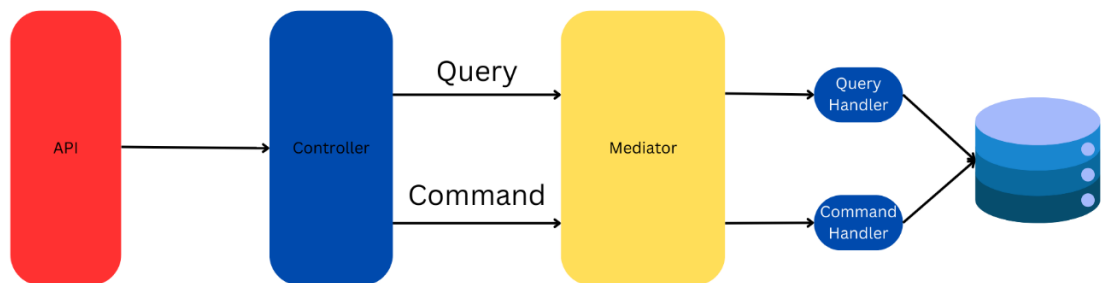 API
Controller
Query
Command
Mediator
Query
Handler
Command
Handler